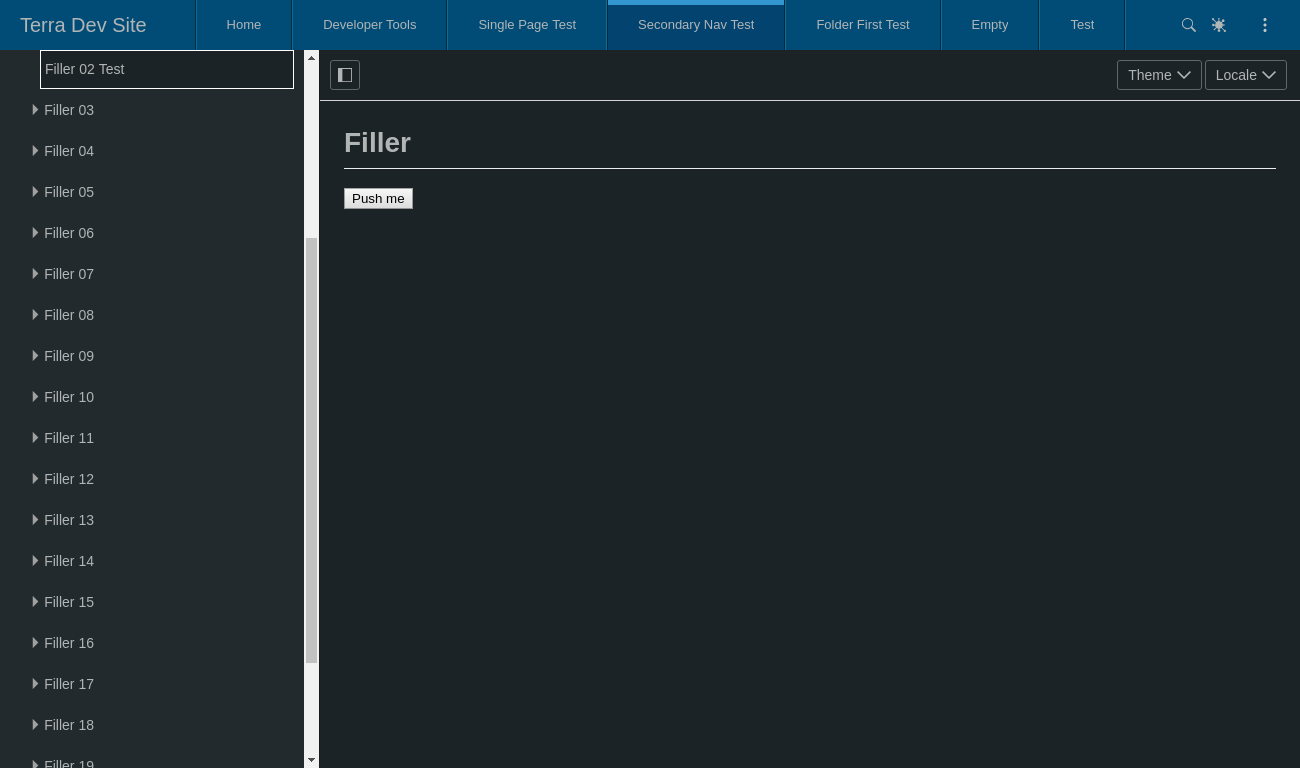 Terra Dev Site
Home
Developer Tools
Single Page Test
Secondary Nav Test
Folder First Test
Empty
Test
Filler 02 Test
Filler 03
Filler 04
Filler 05
Filler 06
Filler 07
Filler 08
Filler 09
Filler 10
Filler 11
Filler 12
Filler 13
Filler 14
Filler 15
Filler 16
Filler 17
Filler 18
Filler 19
Theme
Locale
Filler
Push me